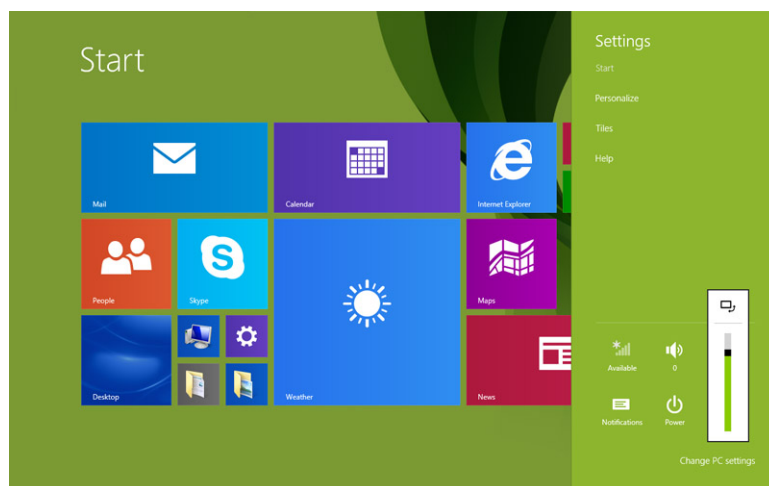 Start
Mail
Calendar
Internet Explorer
People
Skype
Maps
Desktop
Weather
News
Settings
Start
Personalize
Tiles
Help
Available
0
Notifications
Power
Change PC settings